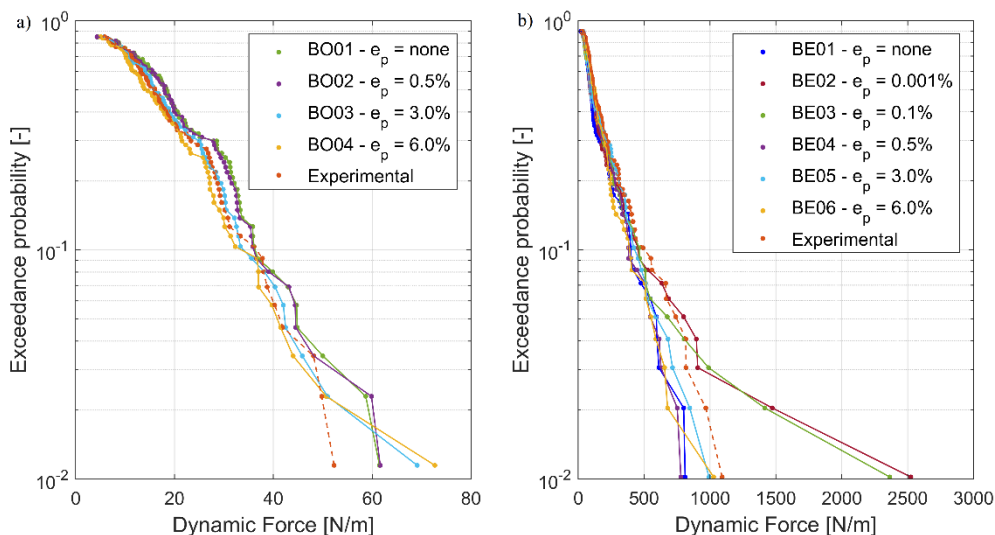 a)
10^0
10^-1
10^-2
Exceedance probability [-]
BO01 - e_p = none
BO02 - e_p = 0.5%
BO03 - e_p = 3.0%
BO04 - e_p = 6.0%
Experimental
0 20 40 60 80
Dynamic Force [N/m]
b)
10^0
10^-1
10^-2
Exceedance probability [-]
BE01 - e_p = none
BE02 - e_p = 0.001%
BE03 - e_p = 0.1%
BE04 - e_p = 0.5%
BE05 - e_p = 3.0%
BE06 - e_p = 6.0%
Experimental
0 500 1000 1500 2000 2500 3000
Dynamic Force [N/m]